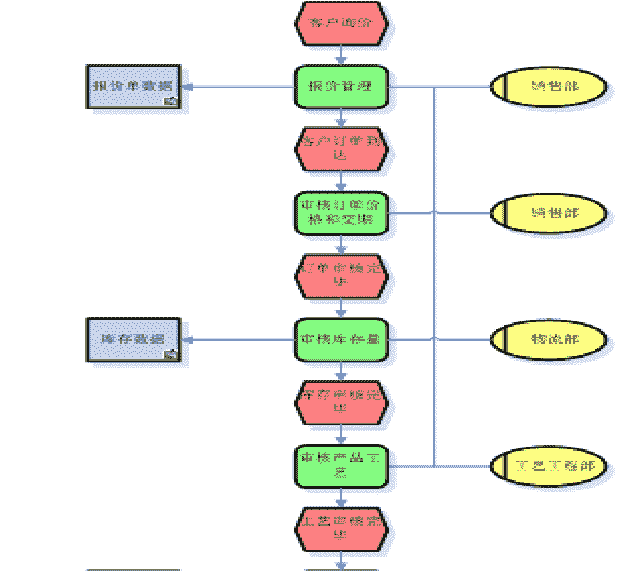 客户询价
报价单数据
报价管理
销售部
客户订单到
达
审核订单价
格和交期
销售部
订单审核完
毕
库存数据
审核库存量
物流部
库存审核完
毕
审核产品工
艺
工艺工程部
工艺审核完
毕